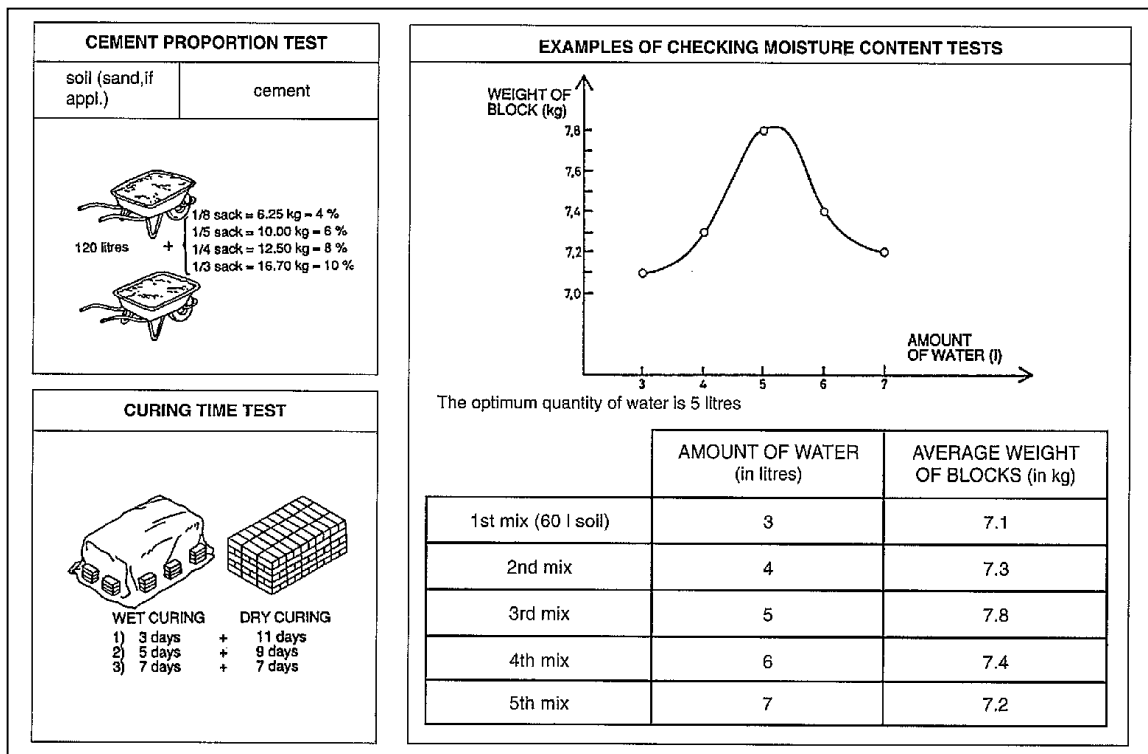 CEMENT PROPORTION TEST
soil (sand,if
appl.)
cement
120 litres
+
1/8 sack = 6.25 kg = 4 %
1/5 sack = 10.00 kg = 6 %
1/4 sack = 12.50 kg = 8 %
1/3 sack = 16.70 kg = 10 %
CURING TIME TEST
WET CURING DRY CURING
1) 3 days + 11 days
2) 5 days + 9 days
3) 7 days + 7 days
EXAMPLES OF CHECKING MOISTURE CONTENT TESTS
WEIGHT OF
BLOCK (kg)
7,8
7,6
7,4
7,2
7,0
AMOUNT
OF WATER (l)
3 4 5 6 7
The optimum quantity of water is 5 litres
AMOUNT OF WATER
(in litres)
AVERAGE WEIGHT
OF BLOCKS (in kg)
1st mix (60 l soil) 3 7.1
2nd mix 4 7.3
3rd mix 5 7.8
4th mix 6 7.4
5th mix 7 7.2